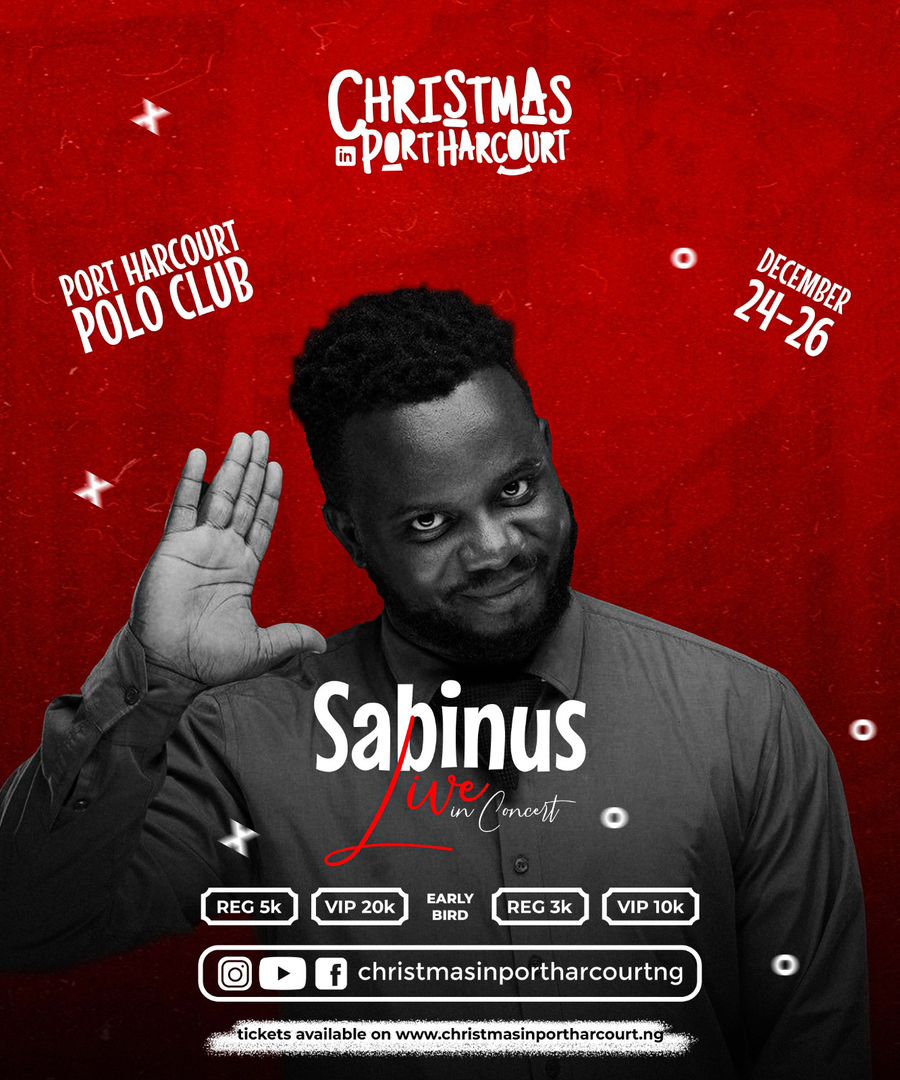 CHRISTMAS
in PORT HARCOURT
PORT HARCOURT
POLO CLUB
DECEMBER
24-26
Sabinus
Live
in Concert
REG 5k VIP 20k EARLY BIRD REG 3k VIP 10k
christmasinportharcourtng
tickets available on www.christmasinportharcourt.ng